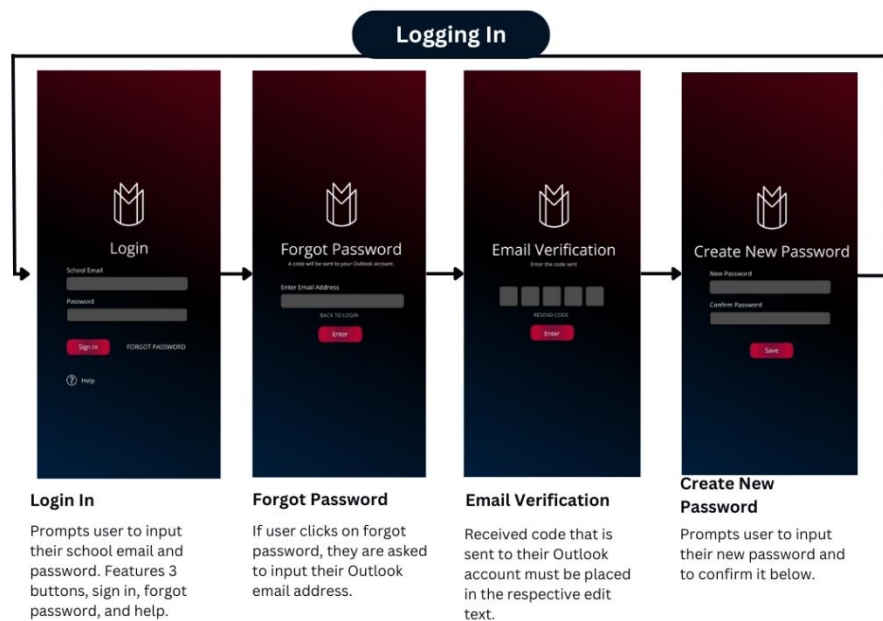 Logging In
Login
School Email
Password
Sign In
FORGOT PASSWORD
? Help
Forgot Password
A code will be sent to your Outlook account.
Enter Email Address
BACK TO LOGIN
Enter
Email Verification
Enter the code sent
RESEND CODE
Enter
Create New Password
New Password
Confirm Password
Save
Login In
Prompts user to input
their school email and
password. Features 3
buttons, sign in, forgot
password, and help.
Forgot Password
If user clicks on forgot
password, they are asked
to input their Outlook
email address.
Email Verification
Received code that is
sent to their Outlook
account must be placed
in the respective edit
text.
Create New
Password
Prompts user to input
their new password and
to confirm it below.